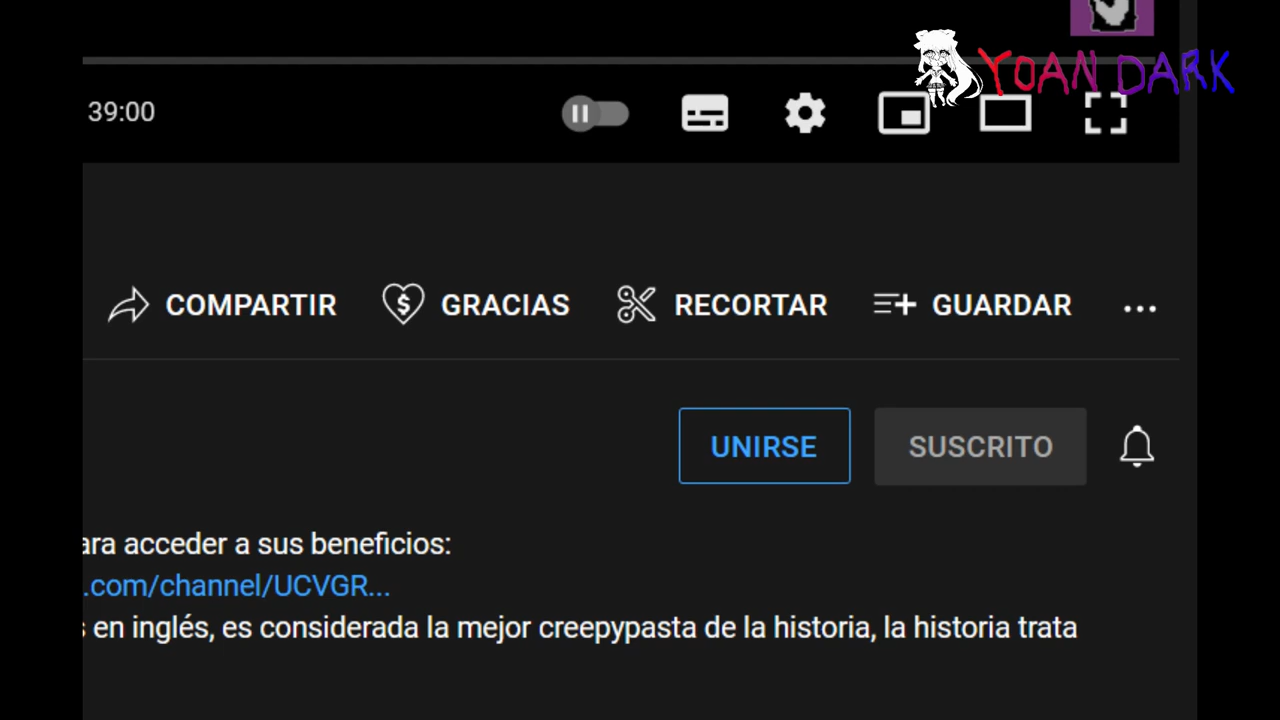 YOAN DARK
39:00
COMPARTIR GRACIAS RECORTAR GUARDAR ...
UNIRSE SUSCRITO
ara acceder a sus beneficios:
.com/channel/UCVGR...
en inglés, es considerada la mejor creepypasta de la historia, la historia trata